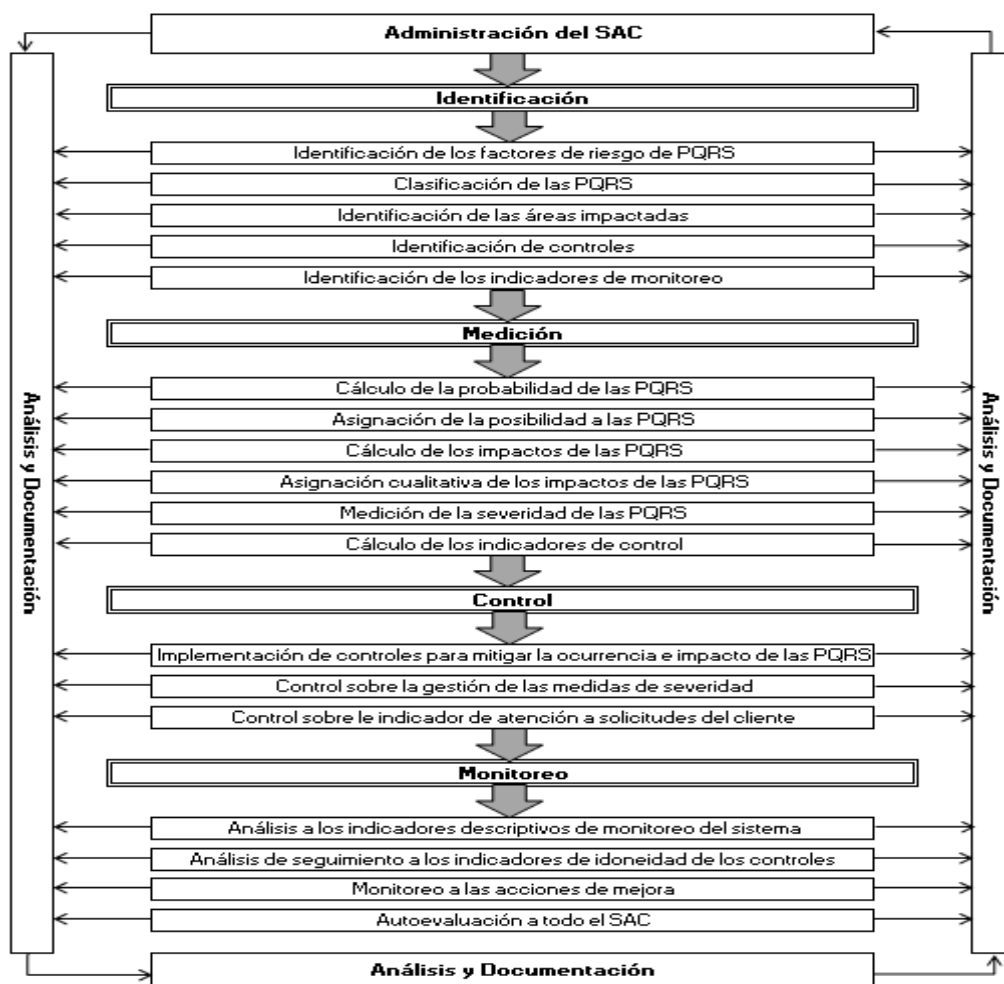 Administración del SAC
Identificación
Identificación de los factores de riesgo de PQRS
Clasificación de las PQRS
Identificación de las áreas impactadas
Identificación de controles
Identificación de los indicadores de monitoreo
Medición
Cálculo de la probabilidad de las PQRS
Asignación de la posibilidad a las PQRS
Cálculo de los impactos de las PQRS
Asignación cualitativa de los impactos de las PQRS
Medición de la severidad de las PQRS
Cálculo de los indicadores de control
Control
Implementación de controles para mitigar la ocurrencia e impacto de las PQRS
Control sobre la gestión de las medidas de severidad
Control sobre le indicador de atención a solicitudes del cliente
Monitoreo
Análisis a los indicadores descriptivos de monitoreo del sistema
Análisis de seguimiento a los indicadores de idoneidad de los controles
Monitoreo a las acciones de mejora
Autoevaluación a todo el SAC
Análisis y Documentación
Análisis y Documentación
Análisis y Documentación